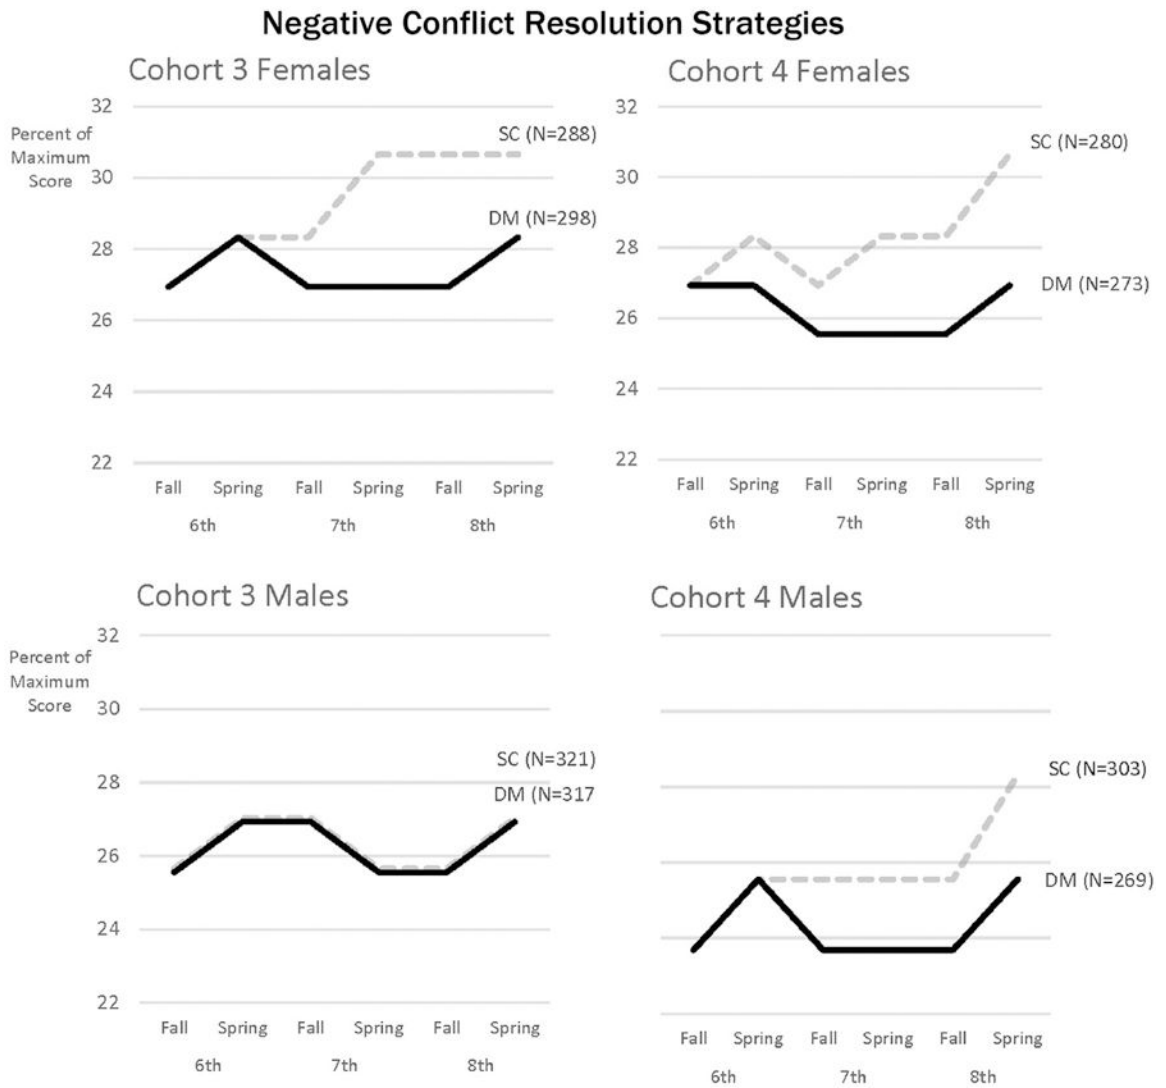 Negative Conflict Resolution Strategies
Cohort 3 Females
Percent of
Maximum
Score
32
30
28
26
24
22
SC (N=288)
DM (N=298)
Fall Spring Fall Spring Fall Spring
6th 7th 8th
Cohort 4 Females
32
30
28
26
24
22
SC (N=280)
DM (N=273)
Fall Spring Fall Spring Fall Spring
6th 7th 8th
Cohort 3 Males
Percent of
Maximum
Score
32
30
28
26
24
22
SC (N=321)
DM (N=317
Fall Spring Fall Spring Fall Spring
6th 7th 8th
Cohort 4 Males
SC (N=303)
DM (N=269)
Fall Spring Fall Spring Fall Spring
6th 7th 8th